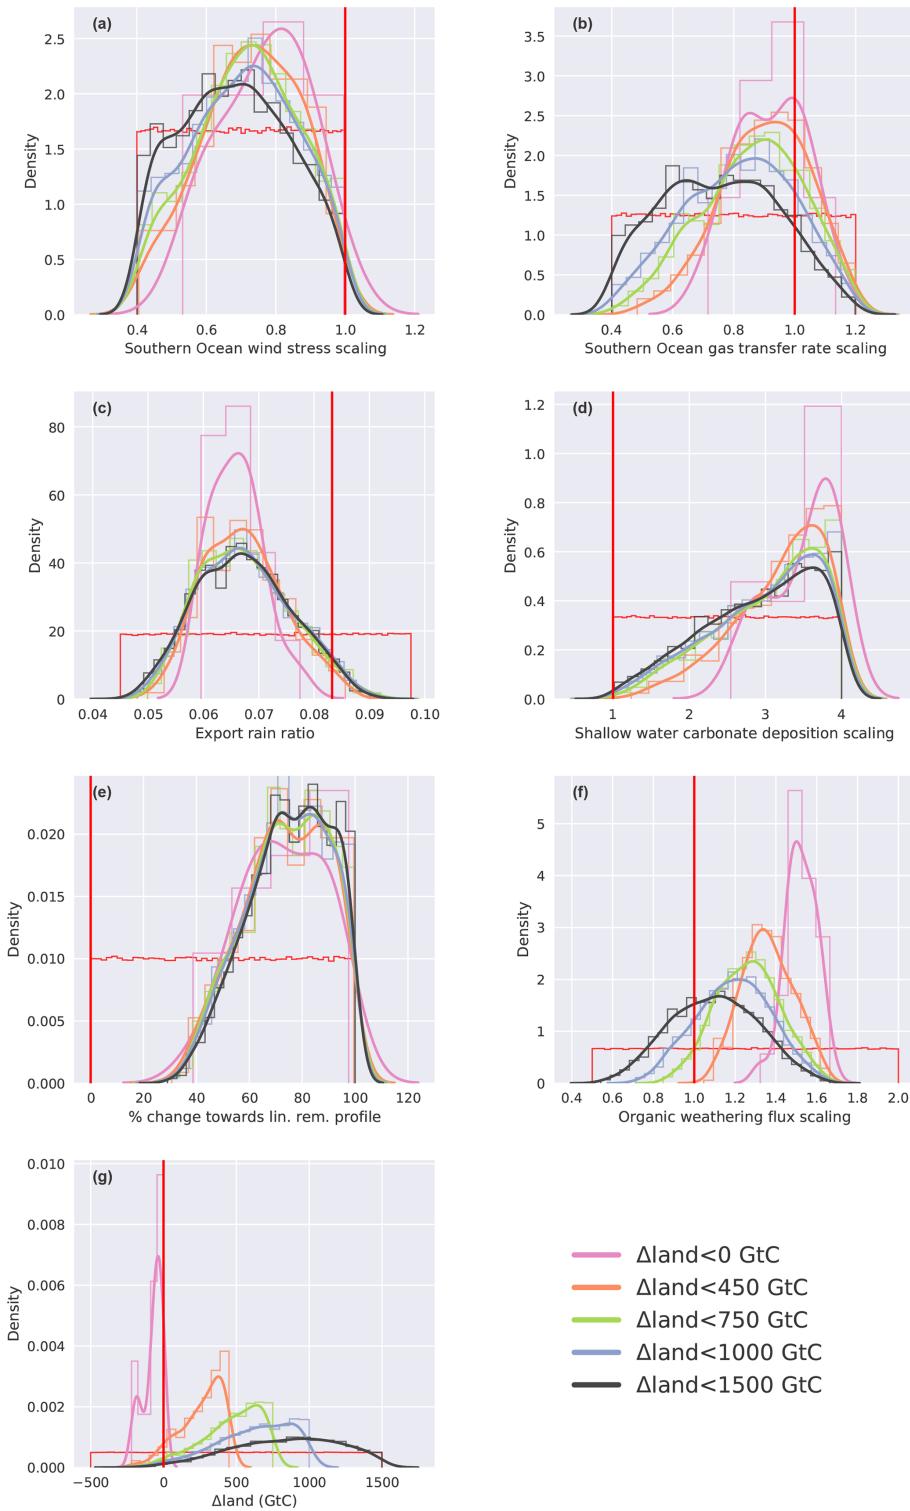 (a)
2.5
2.0
1.5
1.0
0.5
0.0
Density
0.4 0.6 0.8 1.0 1.2
Southern Ocean wind stress scaling
(b)
3.5
3.0
2.5
2.0
1.5
1.0
0.5
0.0
Density
0.4 0.6 0.8 1.0 1.2
Southern Ocean gas transfer rate scaling
(c)
80
60
40
20
0
Density
0.04 0.05 0.06 0.07 0.08 0.09 0.10
Export rain ratio
(d)
1.2
1.0
0.8
0.6
0.4
0.2
0.0
Density
1 2 3 4
Shallow water carbonate deposition scaling
(e)
0.020
0.015
0.010
0.005
0.000
Density
0 20 40 60 80 100 120
% change towards lin. rem. profile
(f)
5
4
3
2
1
0
Density
0.4 0.6 0.8 1.0 1.2 1.4 1.6 1.8 2.0
Organic weathering flux scaling
(g)
0.010
0.008
0.006
0.004
0.002
0.000
Density
−500 0 500 1000 1500
Δland (GtC)
Δland<0 GtC
Δland<450 GtC
Δland<750 GtC
Δland<1000 GtC
Δland<1500 GtC